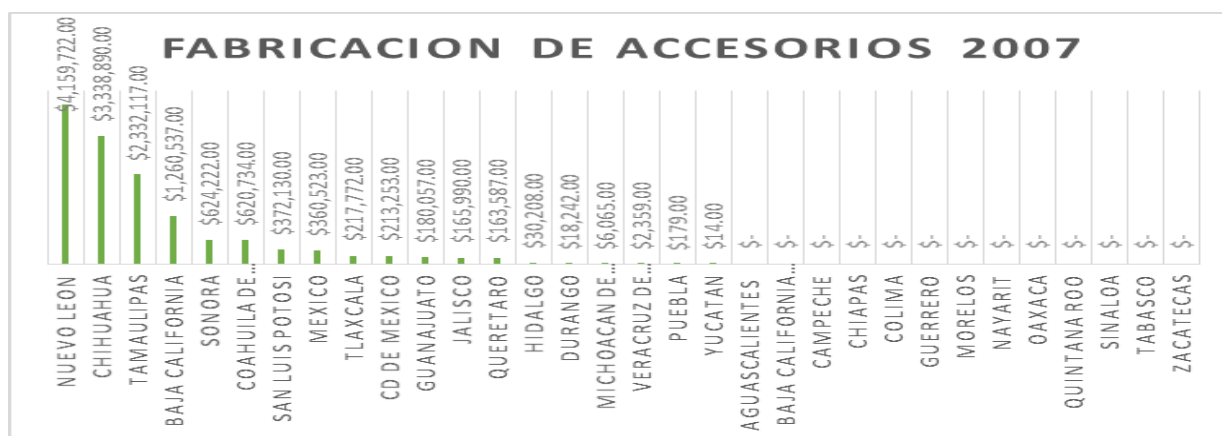 FABRICACION DE ACCESORIOS 2007
$4,159,722.00
$3,338,890.00
$2,332,117.00
$1,260,537.00
$624,222.00
$620,734.00
$372,130.00
$360,523.00
$217,772.00
$213,253.00
$180,057.00
$165,990.00
$163,587.00
$30,208.00
$18,242.00
$6,065.00
$2,359.00
$179.00
$14.00
$-
$-
$-
$-
$-
$-
$-
$-
$-
$-
$-
$-
$-
NUEVO LEON
CHIHUAHUA
TAMAULIPAS
BAJA CALIFORNIA
SONORA
COAHUILA DE...
SAN LUIS POTOSI
MEXICO
TLAXCALA
CD DE MEXICO
GUANAJUATO
JALISCO
QUERETARO
HIDALGO
DURANGO
MICHOACAN DE...
VERACRUZ DE...
PUEBLA
YUCATAN
AGUASCALIENTES
BAJA CALIFORNIA...
CAMPECHE
CHIAPAS
COLIMA
GUERRERO
MORELOS
NAYARIT
OAXACA
QUINTANAROO
SINALOA
TABASCO
ZACATECAS